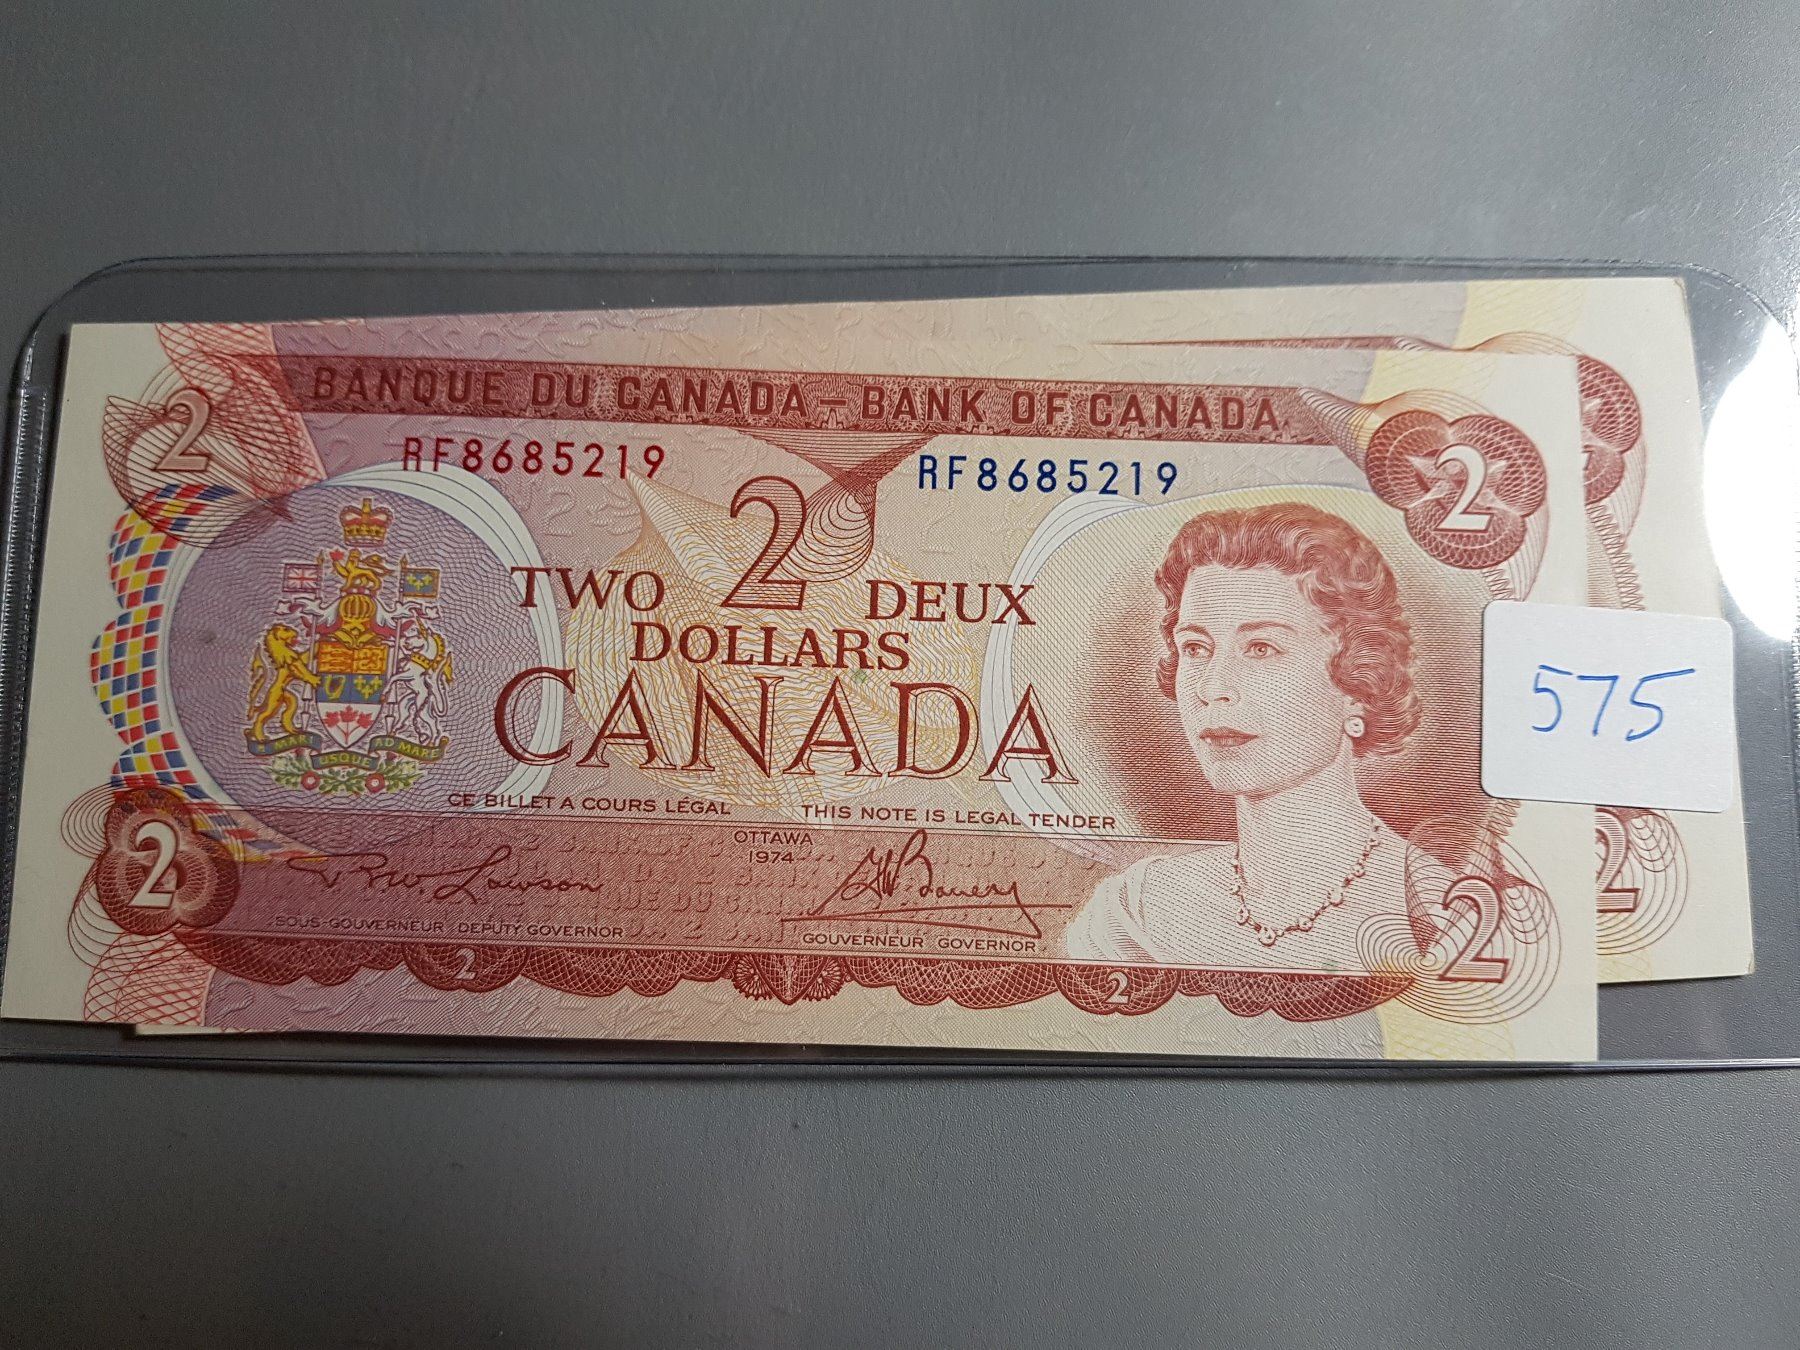 2
BANQUE DU CANADA – BANK OF CANADA
2
RF8685219 RF8685219
2
TWO DEUX
DOLLARS
CANADA
A MARI USQUE AD MARE
CE BILLET A COURS LÉGAL THIS NOTE IS LEGAL TENDER
OTTAWA
1974
2
SOUS-GOUVERNEUR DEPUTY GOVERNOR
GOUVERNEUR GOVERNOR
2
2
2
2
575